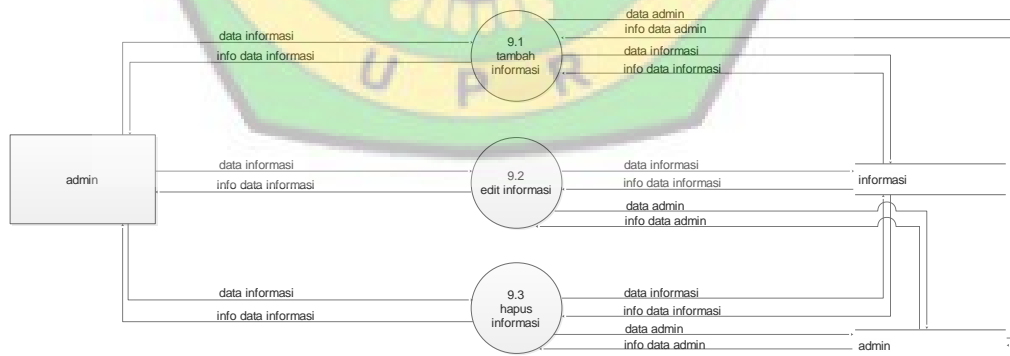 data admin
info data admin
data informasi
info data informasi
9.1
tambah
informasi
data informasi
info data informasi
U P R
admin
data informasi
info data informasi
9.2
edit informasi
data informasi
info data informasi
data admin
info data admin
informasi
data informasi
info data informasi
9.3
hapus
informasi
data informasi
info data informasi
data admin
info data admin
admin